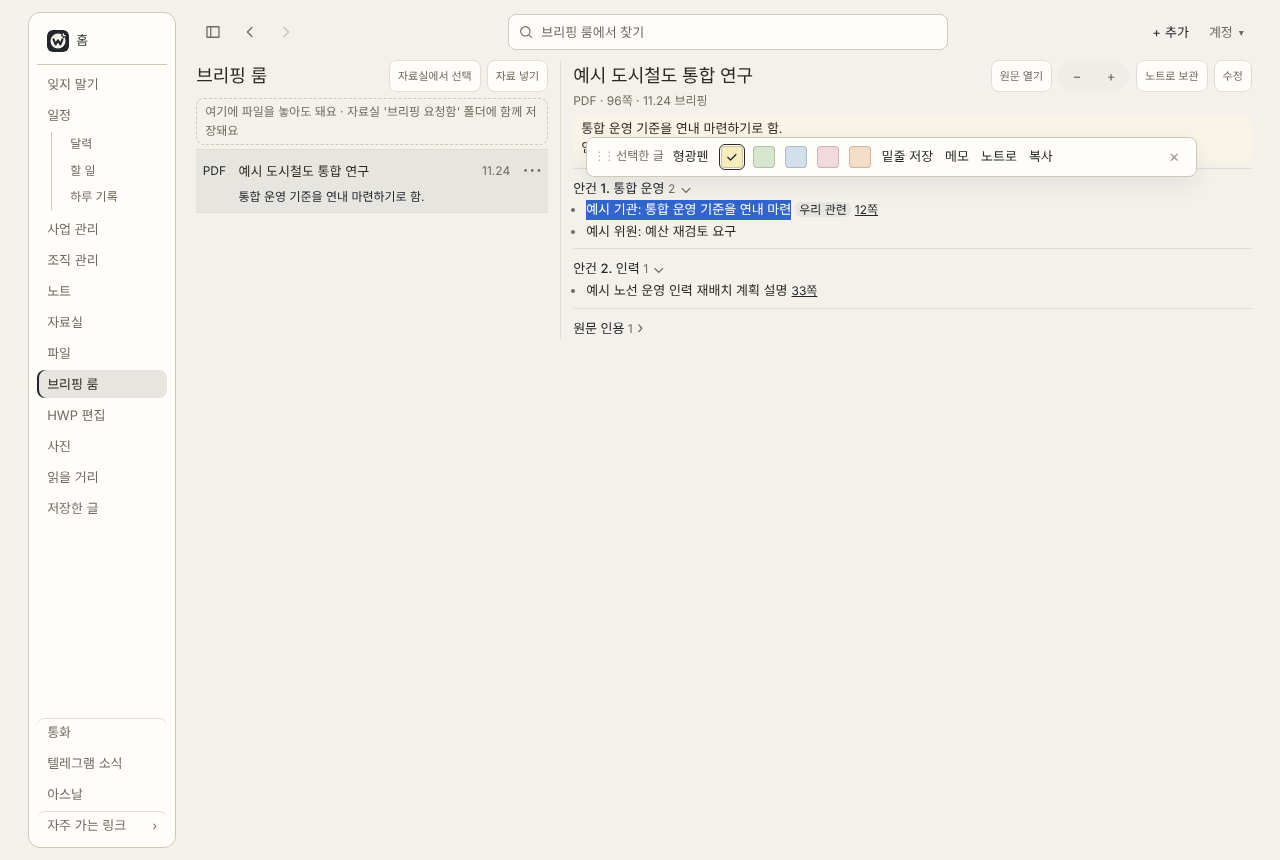 홈
잊지 말기
일정
달력
할 일
하루 기록
사업 관리
조직 관리
노트
자료실
파일
브리핑 룸
HWP 편집
사진
읽을 거리
저장한 글
통화
텔레그램 소식
아스날
자주 가는 링크 ›
브리핑 룸에서 찾기
+ 추가
계정 ▾
브리핑 룸
자료실에서 선택
자료 넣기
여기에 파일을 놓아도 돼요 · 자료실 '브리핑 요청함' 폴더에 함께 저
장돼요
PDF 예시 도시철도 통합 연구 11.24 ···
통합 운영 기준을 연내 마련하기로 함.
예시 도시철도 통합 연구
원문 열기
− +
노트로 보관
수정
PDF · 96쪽 · 11.24 브리핑
통합 운영 기준을 연내 마련하기로 함.
선택한 글 형광펜 밑줄 저장 메모 노트로 복사 ×
안건 1. 통합 운영 2
• 예시 기관: 통합 운영 기준을 연내 마련 우리 관련 12쪽
• 예시 위원: 예산 재검토 요구
안건 2. 인력 1
• 예시 노선 운영 인력 재배치 계획 설명 33쪽
원문 인용 1 ›